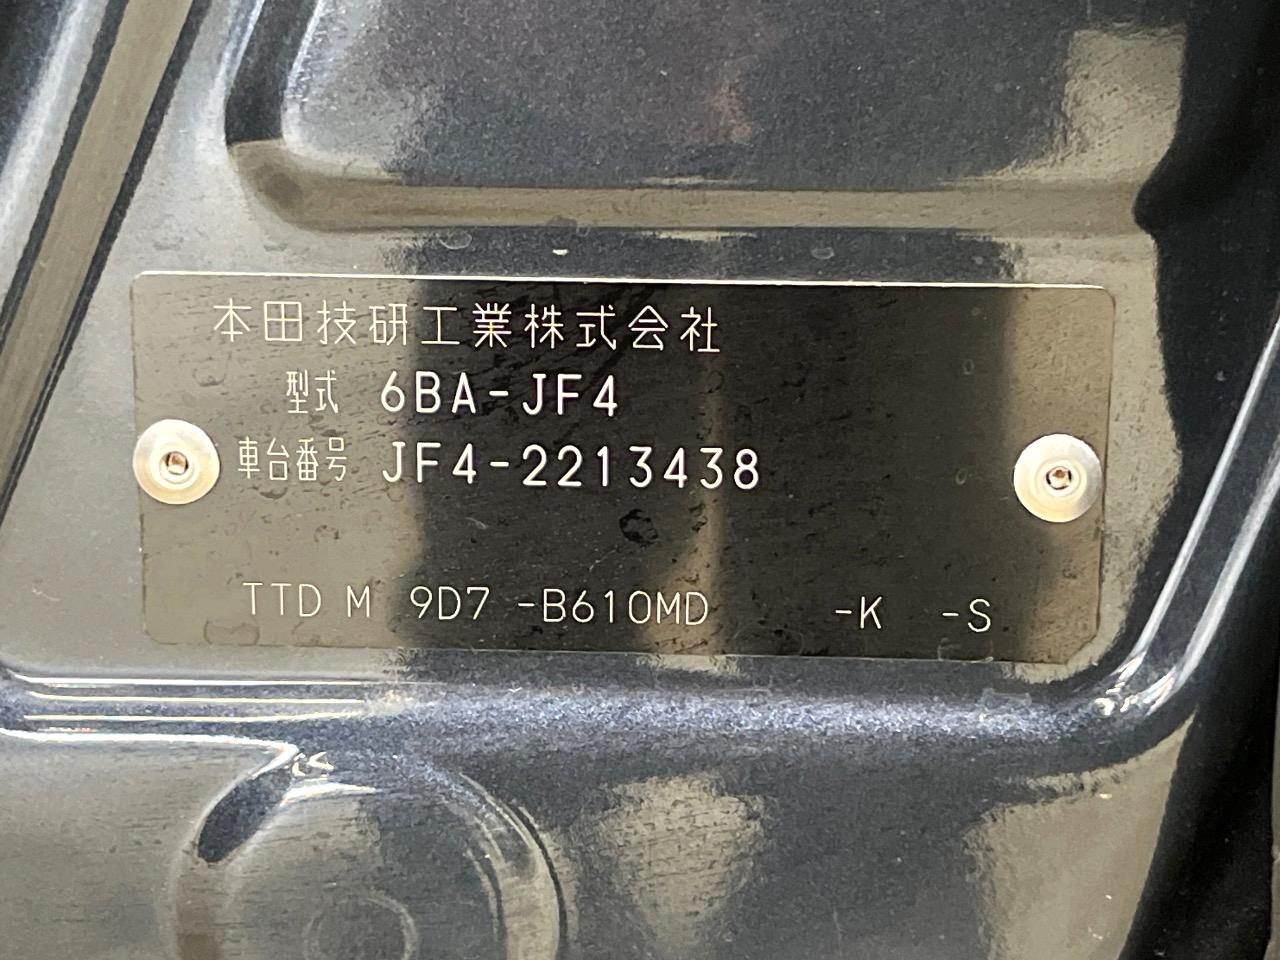 本田技研工業株式会社
型式 6BA-JF4
車台番号 JF4-2213438
TTD M 9D7 -B610MD -K -S